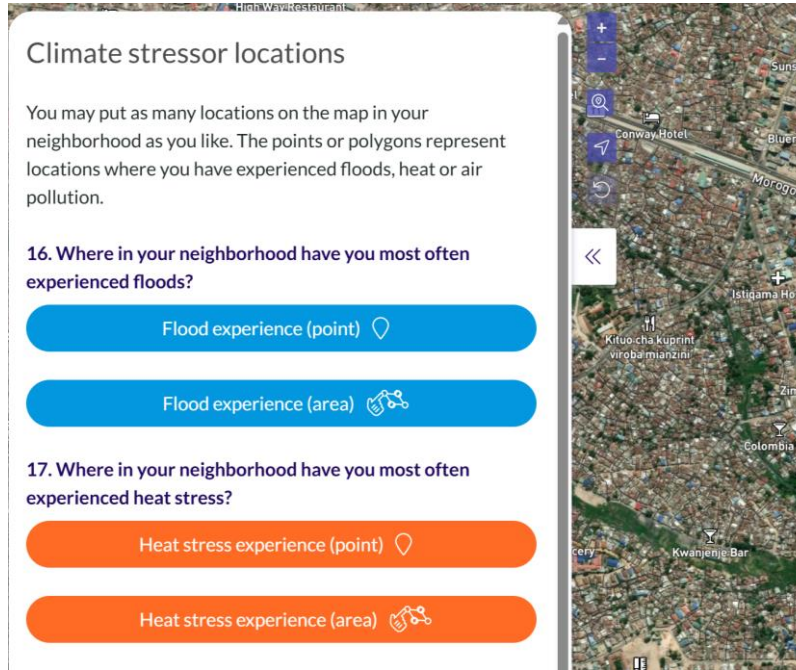 High Way Restaurant
Climate stressor locations
You may put as many locations on the map in your
neighborhood as you like. The points or polygons represent
locations where you have experienced floods, heat or air
pollution.
16. Where in your neighborhood have you most often
experienced floods?
Flood experience (point)
Flood experience (area)
17. Where in your neighborhood have you most often
experienced heat stress?
Heat stress experience (point)
Heat stress experience (area)
+
−
Suns
Conway Hotel
Bluer
Morogo
Istiqama Ho
Kituo cha kuprint
viroba mianzini
Zin
Colombia
cery
Kwanjenje Bar